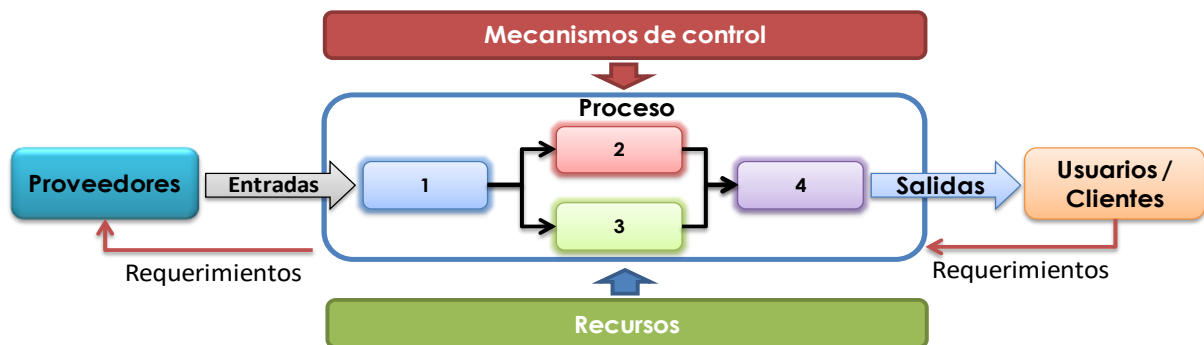 Mecanismos de control
Proceso
Proveedores
Entradas
1
2
3
4
Salidas
Usuarios /
Clientes
Requerimientos
Requerimientos
Recursos